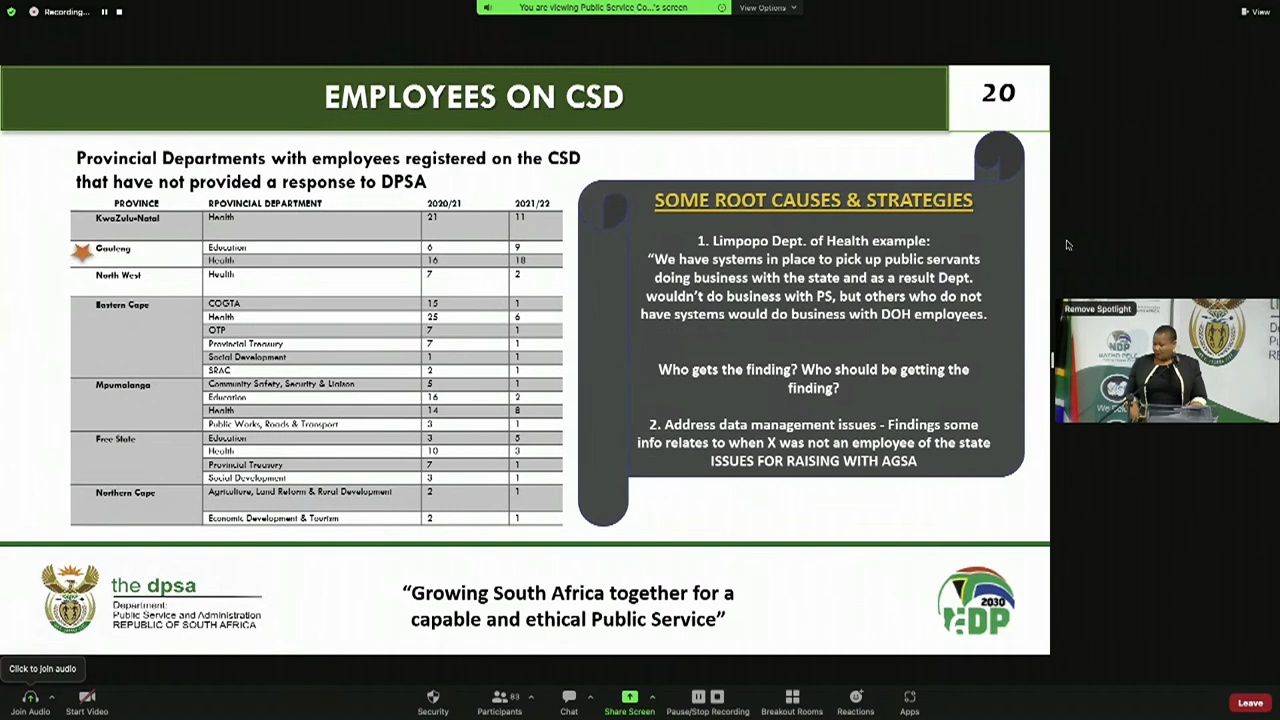 Recording...
You are viewing Public Service Co...'s screen
View Options
View
EMPLOYEES ON CSD
20
Provincial Departments with employees registered on the CSD
that have not provided a response to DPSA
PROVINCE RPOVINCIAL DEPARTMENT 2020/21 2021/22
KwaZulu-Natal Health 21 11
Gauteng Education 6 9
Health 16 18
North West Health 7 2
Eastern Cape COGTA 15 1
Health 25 6
OTP 7 1
Provincial Treasury 7 1
Social Development 1 1
SRAC 2 1
Mpumalanga Community Safety, Security & Liaison 5 1
Education 16 2
Health 14 8
Public Works, Roads & Transport 3 1
Free State Education 3 5
Health 10 3
Provincial Treasury 7 1
Social Development 3 1
Northern Cape Agriculture, Land Reform & Rural Development 2 1
Economic Development & Tourism 2 1
SOME ROOT CAUSES & STRATEGIES
1. Limpopo Dept. of Health example:
“We have systems in place to pick up public servants
doing business with the state and as a result Dept.
wouldn’t do business with PS, but others who do not
have systems would do business with DOH employees.
Who gets the finding? Who should be getting the
finding?
2. Address data management issues - Findings some
info relates to when X was not an employee of the state
ISSUES FOR RAISING WITH AGSA
Remove Spotlight
NDP
the dpsa
Department:
Public Service and Administration
REPUBLIC OF SOUTH AFRICA
“Growing South Africa together for a
capable and ethical Public Service”
2030
NDP
Click to join audio
Join Audio
Start Video
Security
83
Participants
Chat
Share Screen
Pause/Stop Recording
Breakout Rooms
Reactions
Apps
Leave